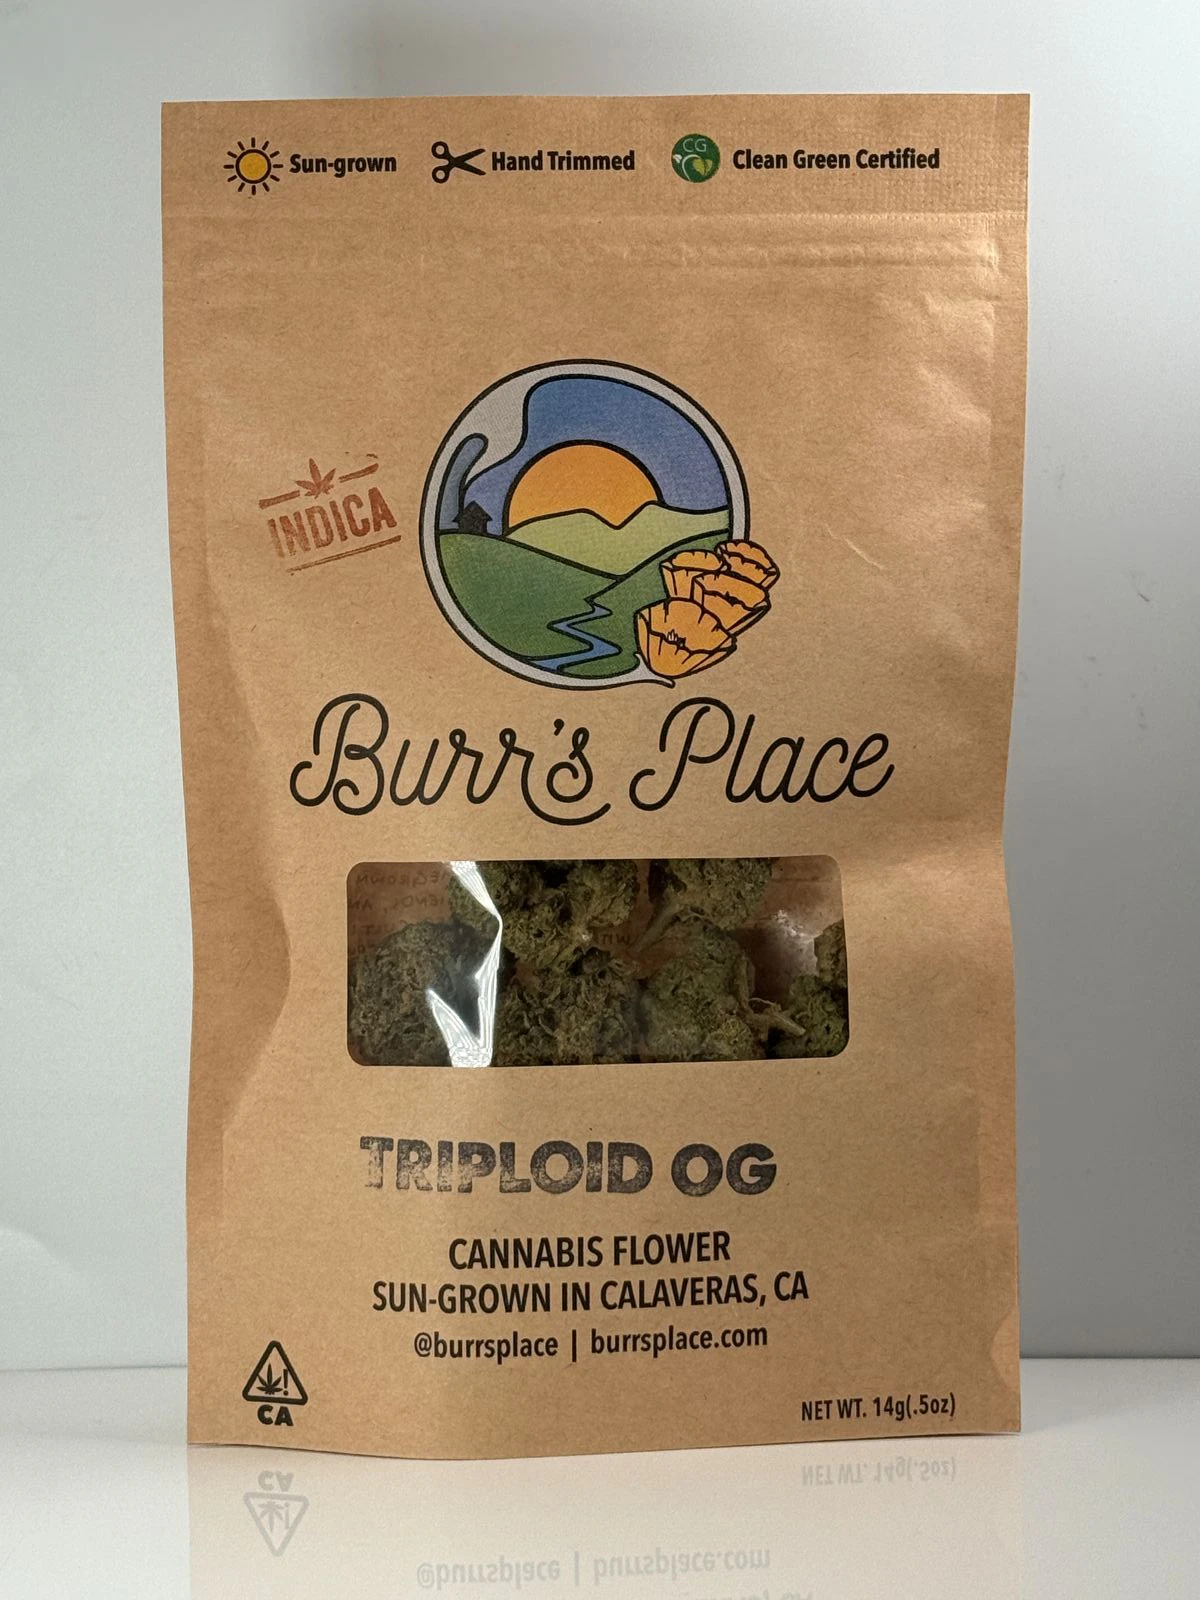 Sun-grown Hand Trimmed CG Clean Green Certified
INDICA
Burr's Place
TRIPLOID OG
CANNABIS FLOWER
SUN-GROWN IN CALAVERAS, CA
@burrsplace | burrsplace.com
CA
NET WT. 14g(.5oz)